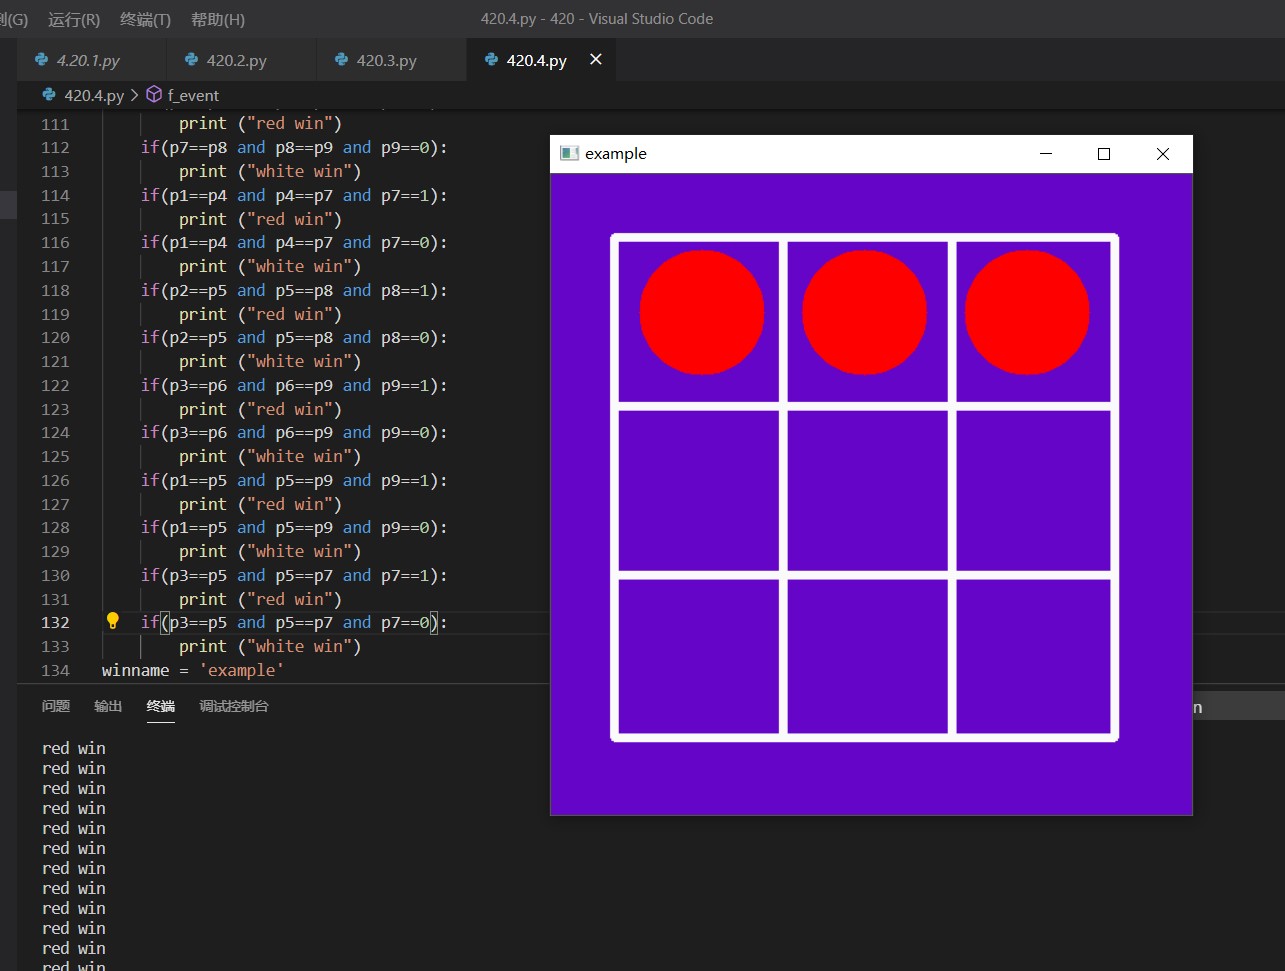 (G) 运行(R) 终端(T) 帮助(H) 420.4.py - 420 - Visual Studio Code
4.20.1.py 420.2.py 420.3.py 420.4.py
420.4.py > f_event
111 print ("red win")
112 if(p7==p8 and p8==p9 and p9==0):
113 print ("white win")
114 if(p1==p4 and p4==p7 and p7==1):
115 print ("red win")
116 if(p1==p4 and p4==p7 and p7==0):
117 print ("white win")
118 if(p2==p5 and p5==p8 and p8==1):
119 print ("red win")
120 if(p2==p5 and p5==p8 and p8==0):
121 print ("white win")
122 if(p3==p6 and p6==p9 and p9==1):
123 print ("red win")
124 if(p3==p6 and p6==p9 and p9==0):
125 print ("white win")
126 if(p1==p5 and p5==p9 and p9==1):
127 print ("red win")
128 if(p1==p5 and p5==p9 and p9==0):
129 print ("white win")
130 if(p3==p5 and p5==p7 and p7==1):
131 print ("red win")
132 if(p3==p5 and p5==p7 and p7==0):
133 print ("white win")
134 winname = 'example'
example
问题 输出 终端 调试控制台
n
red win
red win
red win
red win
red win
red win
red win
red win
red win
red win
red win
red win